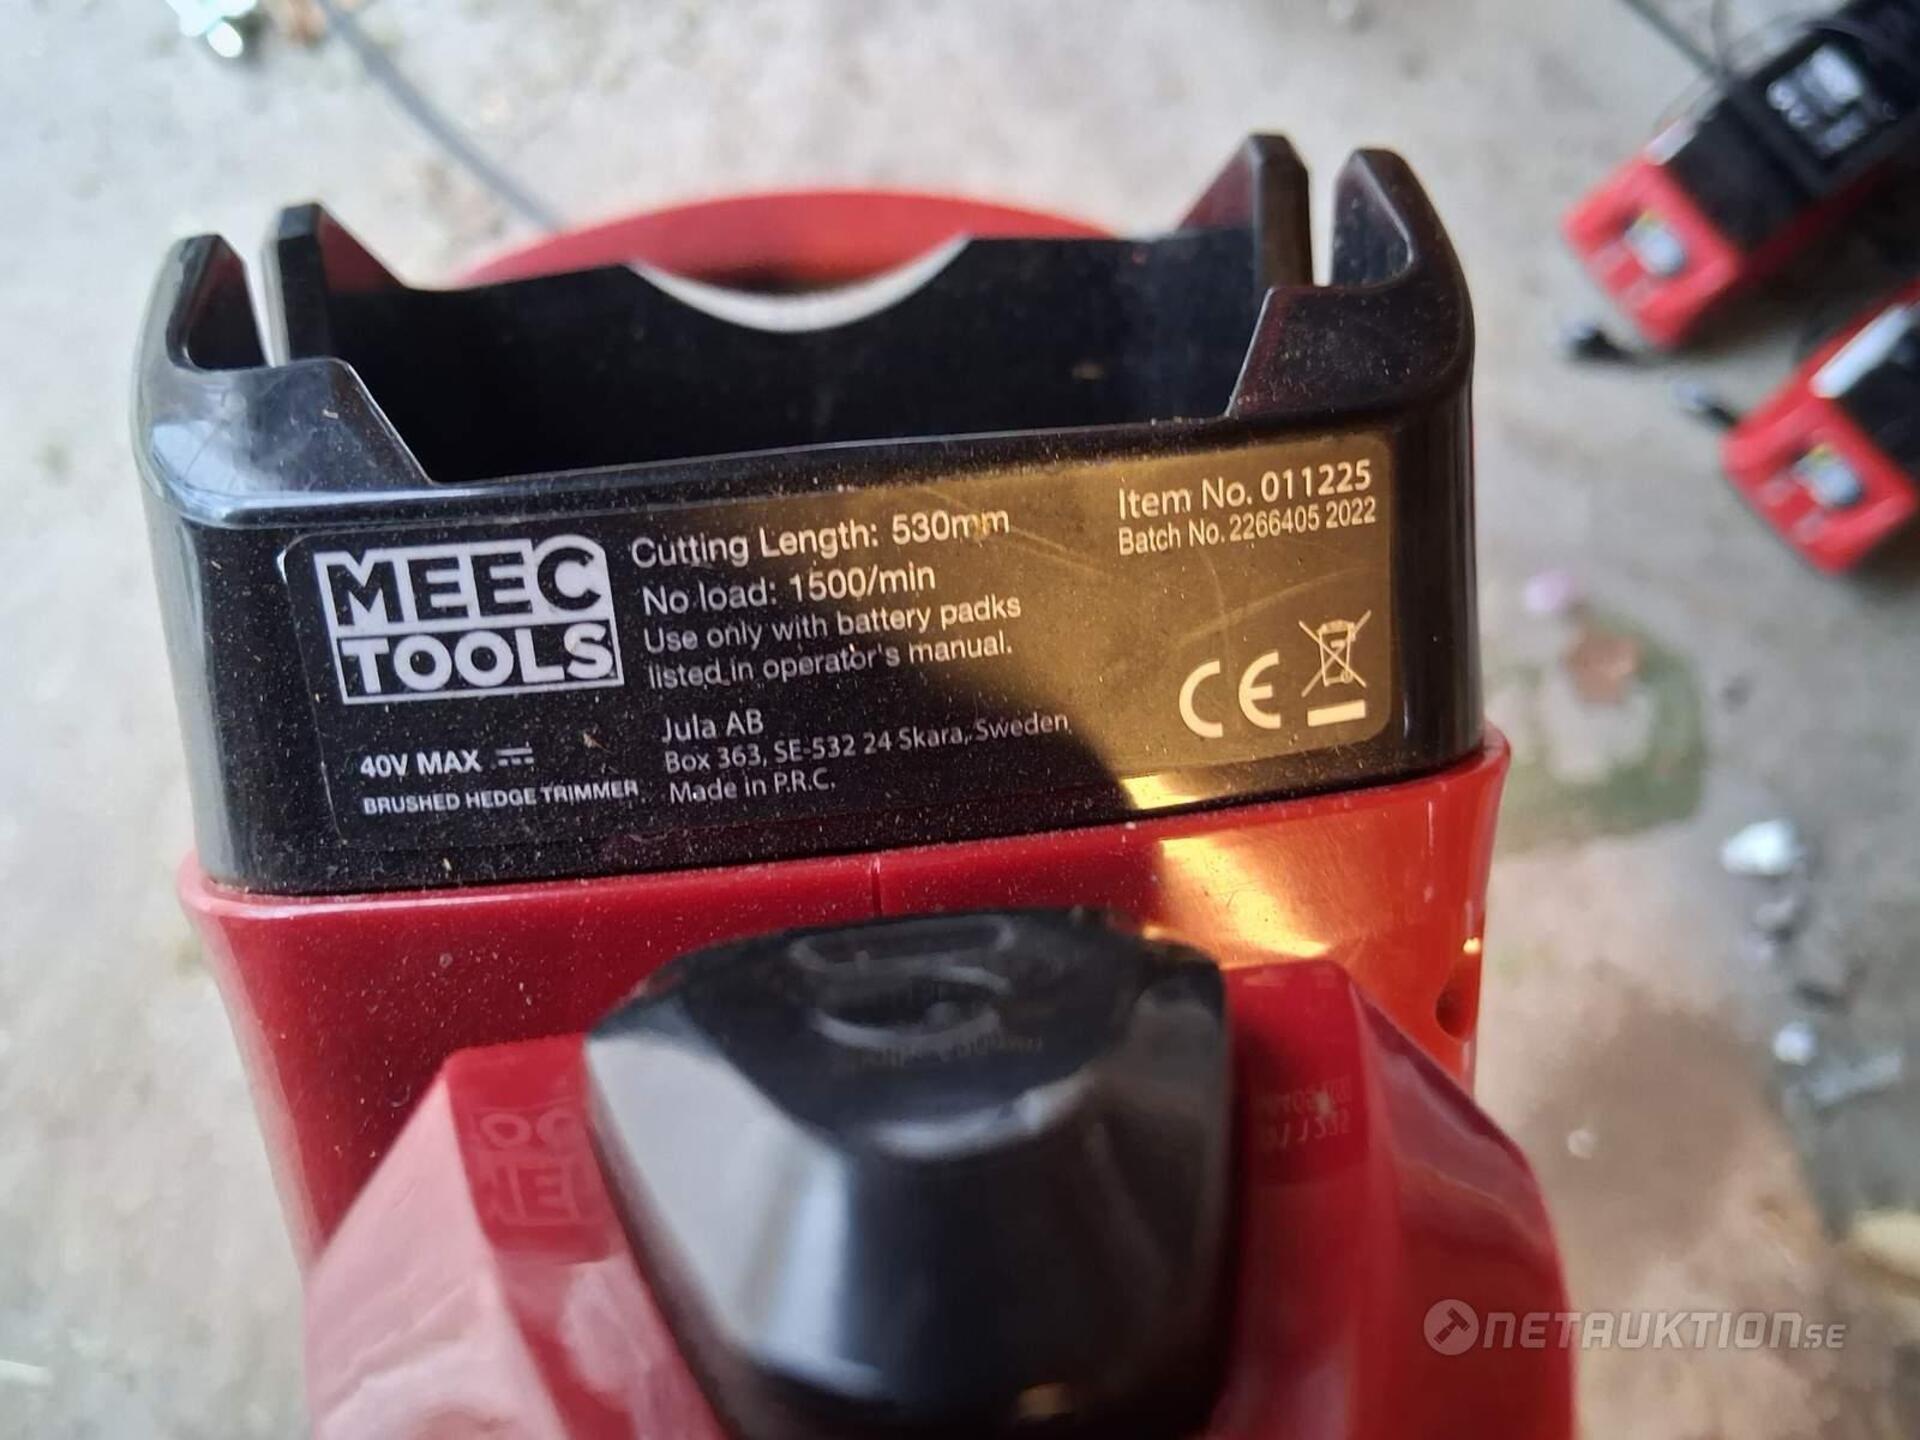 MEEC
TOOLS
40V MAX
BRUSHED HEDGE TRIMMER
Cutting Length: 530mm
No load: 1500/min
Use only with battery padks
listed in operator's manual.
Jula AB
Box 363, SE-532 24 Skara, Sweden
Made in P.R.C.
Item No. 011225
Batch No. 2266405 2022
CE
NETAUKTION.SE